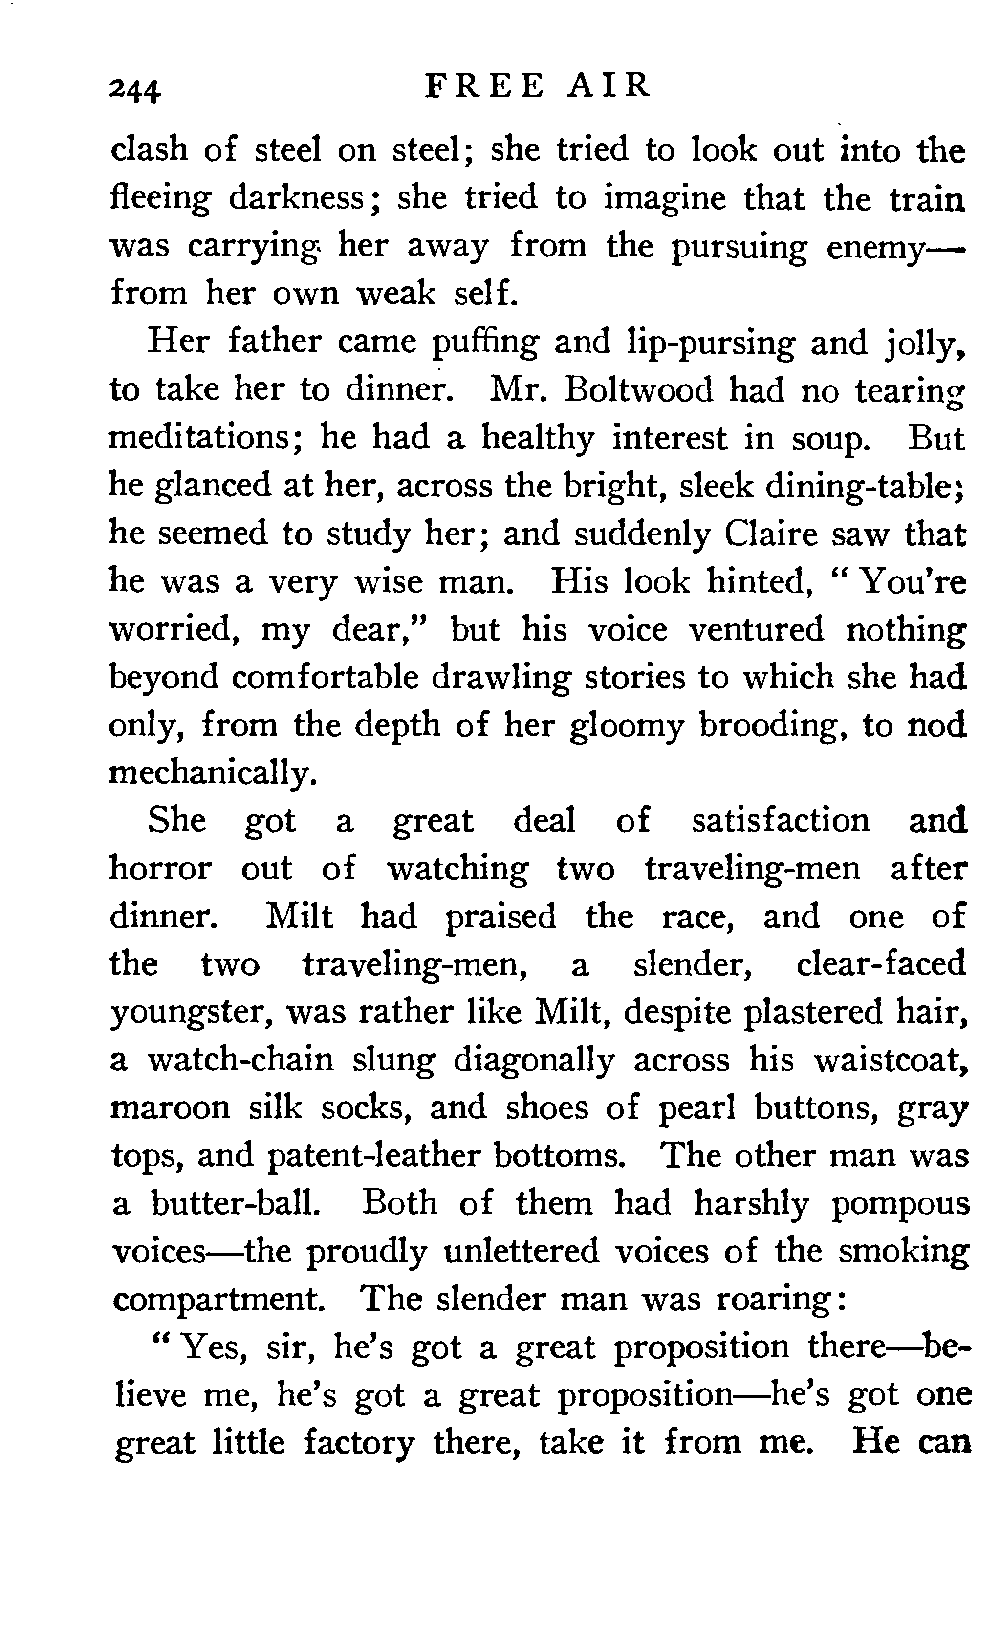 244 FREE AIR
clash of steel on steel; she tried to look out into the
fleeing darkness; she tried to imagine that the train
was carrying her away from the pursuing enemy—
from her own weak self.
Her father came puffing and lip-pursing and jolly,
to take her to dinner. Mr. Boltwood had no tearing
meditations; he had a healthy interest in soup. But
he glanced at her, across the bright, sleek dining-table;
he seemed to study her; and suddenly Claire saw that
he was a very wise man. His look hinted, “ You’re
worried, my dear,” but his voice ventured nothing
beyond comfortable drawling stories to which she had
only, from the depth of her gloomy brooding, to nod
mechanically.
She got a great deal of satisfaction and
horror out of watching two traveling-men after
dinner. Milt had praised the race, and one of
the two traveling-men, a slender, clear-faced
youngster, was rather like Milt, despite plastered hair,
a watch-chain slung diagonally across his waistcoat,
maroon silk socks, and shoes of pearl buttons, gray
tops, and patent-leather bottoms. The other man was
a butter-ball. Both of them had harshly pompous
voices—the proudly unlettered voices of the smoking
compartment. The slender man was roaring:
“ Yes, sir, he’s got a great proposition there—be-
lieve me, he’s got a great proposition—he’s got one
great little factory there, take it from me. He can